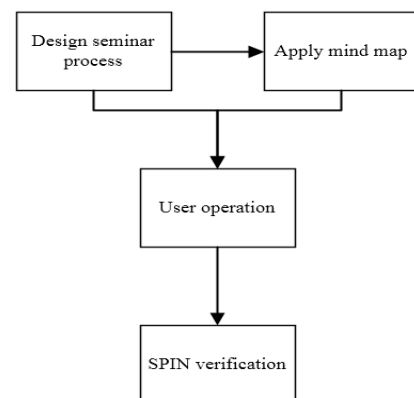 Design seminar
process
Apply mind map
User operation
SPIN verification